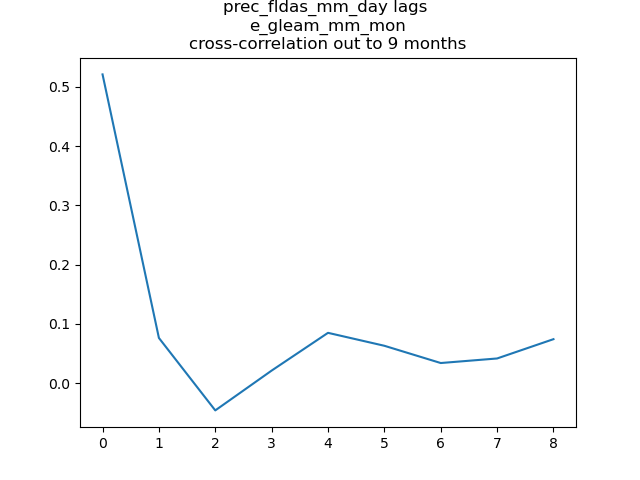 prec_fldas_mm_day lags
e_gleam_mm_mon
cross-correlation out to 9 months
0.5
0.4
0.3
0.2
0.1
0.0
0 1 2 3 4 5 6 7 8